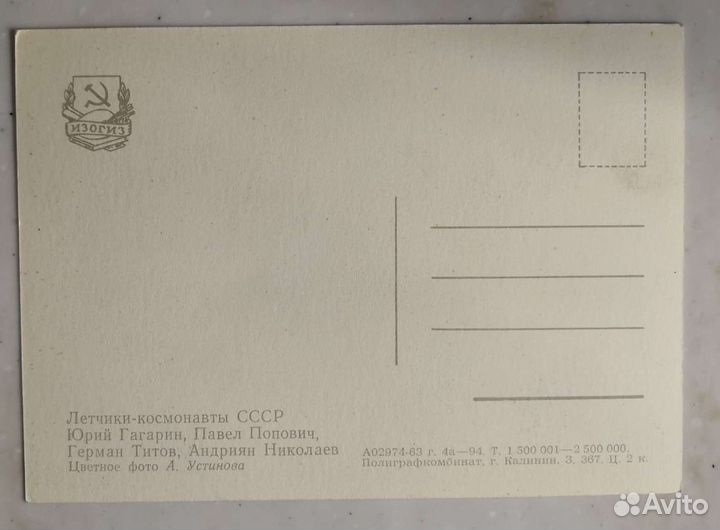 ИЗОГИЗ
Летчики-космонавты СССР
Юрий Гагарин, Павел Попович,
Герман Титов, Андриян Николаев
Цветное фото А. Устинова
А02974-63 г. 4а—94. Т. 1 500 001—2 500 000.
Полиграфкомбинат, г. Калинин. З. 367. Ц. 2 к.
Avito